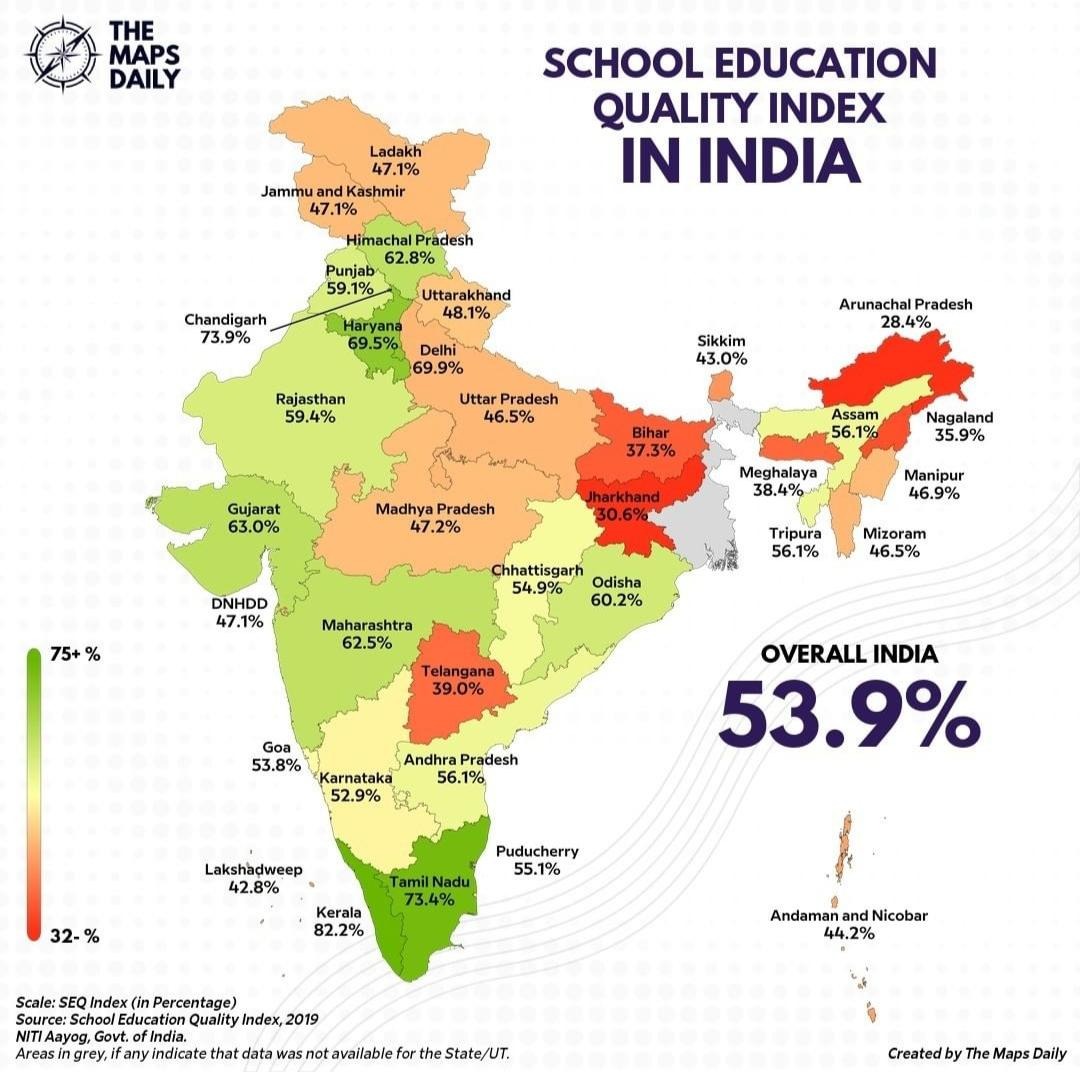 THE
MAPS
DAILY
SCHOOL EDUCATION
QUALITY INDEX
IN INDIA
Ladakh
47.1%
Jammu and Kashmir
47.1%
Himachal Pradesh
62.8%
Punjab
59.1%
Uttarakhand
48.1%
Chandigarh
73.9%
Haryana
69.5%
Delhi
69.9%
Arunachal Pradesh
28.4%
Sikkim
43.0%
Rajasthan
59.4%
Uttar Pradesh
46.5%
Bihar
37.3%
Assam
56.1%
Nagaland
35.9%
Meghalaya
38.4%
Manipur
46.9%
Jharkhand
30.6%
Gujarat
63.0%
Madhya Pradesh
47.2%
Tripura
56.1%
Mizoram
46.5%
Chhattisgarh
54.9%
Odisha
60.2%
DNHDD
47.1%
Maharashtra
62.5%
Telangana
39.0%
75+ %
OVERALL INDIA
53.9%
Goa
53.8%
Karnataka
52.9%
Andhra Pradesh
56.1%
Puducherry
55.1%
Lakshadweep
42.8%
Tamil Nadu
73.4%
Kerala
82.2%
Andaman and Nicobar
44.2%
32- %
Scale: SEQ Index (in Percentage)
Source: School Education Quality Index, 2019
NITI Aayog, Govt. of India.
Areas in grey, if any indicate that data was not available for the State/UT.
Created by The Maps Daily